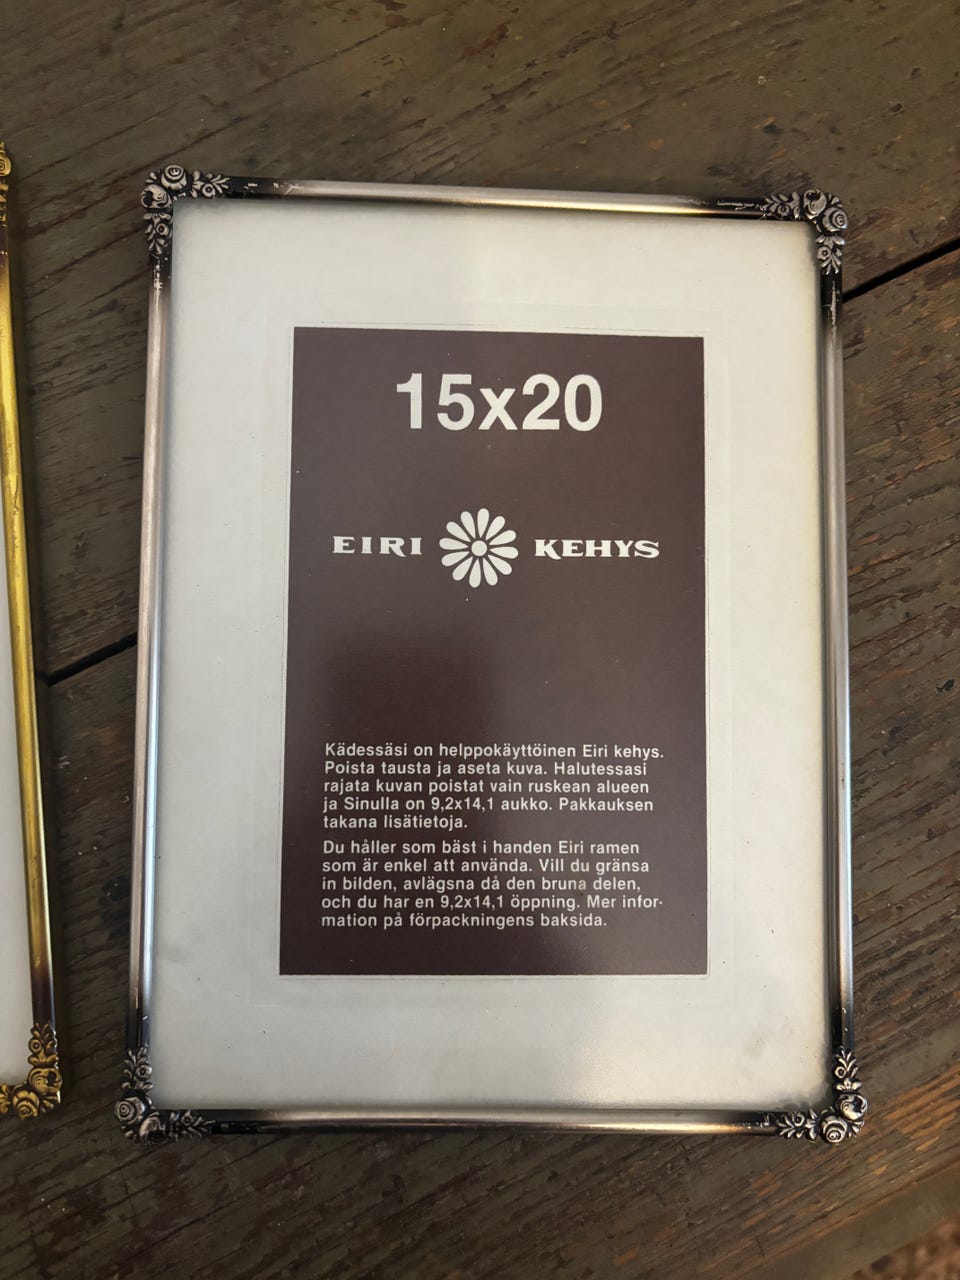 15x20
EIRI KEHYS
Kädessäsi on helppokäyttöinen Eiri kehys.
Poista tausta ja aseta kuva. Halutessasi
rajata kuvan poistat vain ruskean alueen
ja Sinulla on 9,2x14,1 aukko. Pakkauksen
takana lisätietoja.
Du håller som bäst i handen Eiri ramen
som är enkel att använda. Vill du gränsa
in bilden, avlägsna då den bruna delen,
och du har en 9,2x14,1 öppning. Mer infor-
mation på förpackningens baksida.